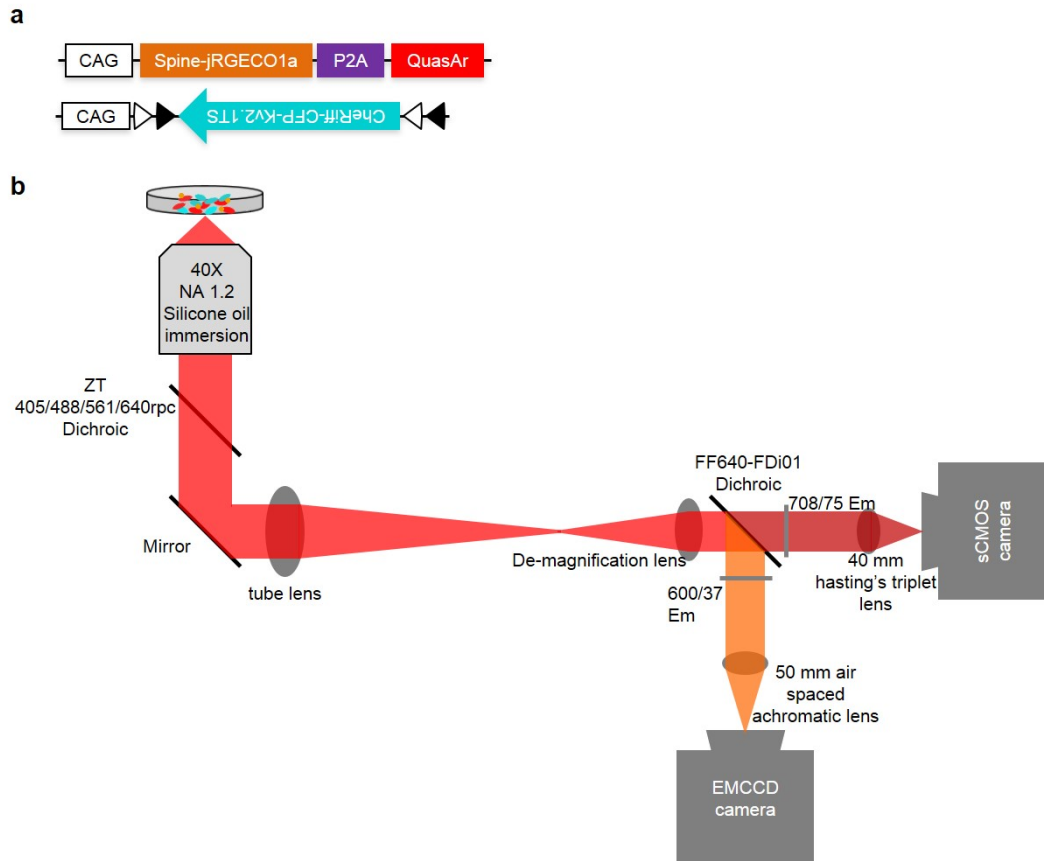 a
CAG Spine-jRGECO1a P2A QuasAr
CAG CheRiff-CFP-Kv2.1TS
b
40X
NA 1.2
Silicone oil
immersion
ZT
405/488/561/640rpc
Dichroic
Mirror
tube lens
De-magnification lens
FF640-FDi01
Dichroic
708/75 Em
40 mm
hasting's triplet
lens
sCMOS
camera
600/37
Em
50 mm air
spaced
achromatic lens
EMCCD
camera